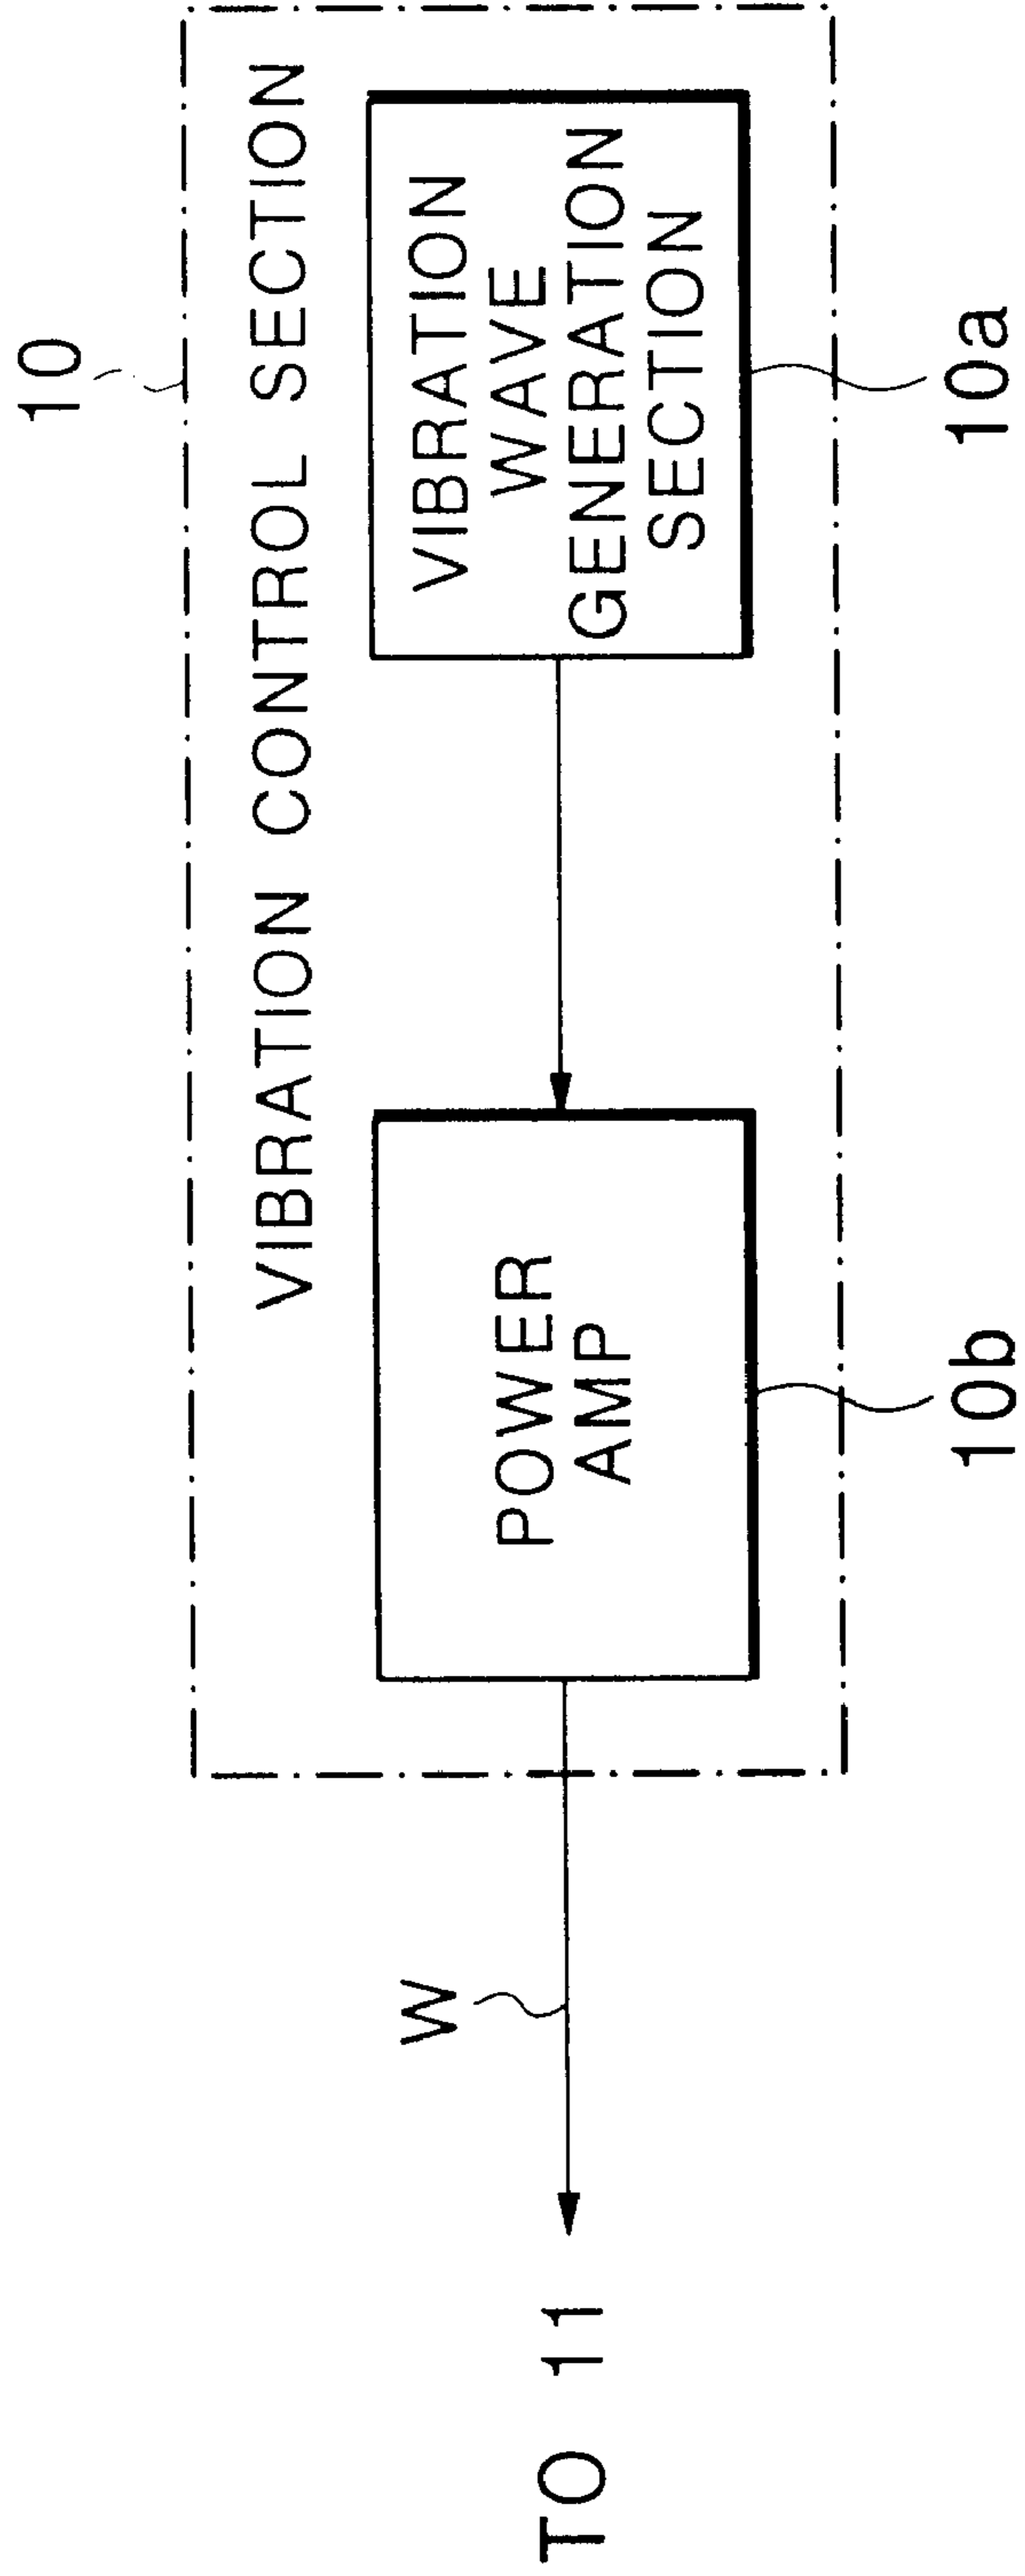 10
VIBRATION CONTROL SECTION
VIBRATION
WAVE
GENERATION
SECTION
POWER
AMP
W
TO 11
10b
10a